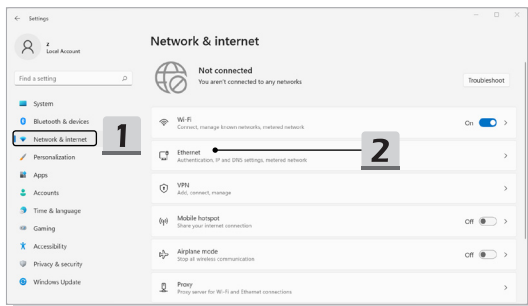 Settings
z
Local Account
Find a setting
System
Bluetooth & devices
Network & internet
Personalization
Apps
Accounts
Time & language
Gaming
Accessibility
Privacy & security
Windows Update
1
Network & internet
Not connected
You aren't connected to any networks
Troubleshoot
Wi-Fi
Connect, manage known networks, metered network
On
Ethernet
Authentication, IP and DNS settings, metered network
2
VPN
Add, connect, manage
Mobile hotspot
Share your internet connection
Off
Airplane mode
Stop all wireless communication
Off
Proxy
Proxy server for Wi-Fi and Ethernet connections